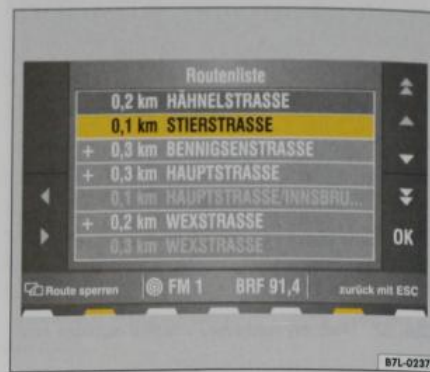 Routenliste
0,2 km HÄHNELSTRASSE
0,1 km STIERSTRASSE
+ 0,3 km BENNIGSENSTRASSE
+ 0,3 km HAUPTSTRASSE
0,1 km HAUPTSTRASSE/INNSBRU...
+ 0,2 km WEXSTRASSE
0,3 km WEXSTRASSE
OK
Route sperren FM 1 BRF 91,4 zurück mit ESC
B7L-0237